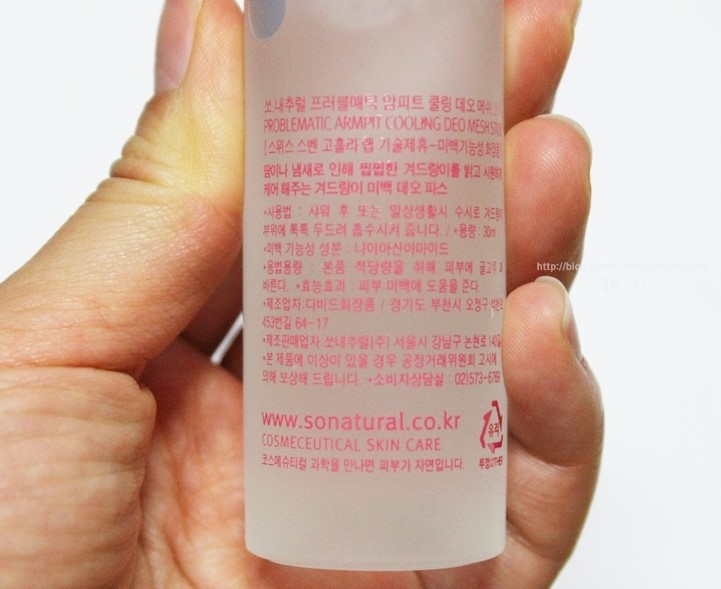 쏘 내추럴 프러블매틱 암피트 쿨링 데오 메쉬
PROBLEMATIC ARMPIT COOLING DEO MESH
[스위스 스벤 고홀라 랩 기술제휴-미백기능성 화장품]
땀이나 냄새로 인해 찝찝한 겨드랑이를 밝고 시원하게
케어 해주는 겨드랑이 미백 데오 파스
*사용법 : 샤워 후 또는 일상생활시 수시로 겨드랑이
부위에 톡톡 두드려 흡수시켜 줍니다. / *용량 : 30ml
*미백 기능성 성분 : 나이아신아마이드
*용법용량 : 본품 적당량을 취해 피부에 골고루
바른다. *효능효과 : 피부 미백에 도움을 준다.
*제조업자:다비드화장품 / 경기도 부천시 오정구
453번길 64-17
*제조판매업자:쏘내추럴[주] 서울시 강남구 논현로
*본 제품에 이상이 있을 경우 공정거래위원회 고시에
의해 보상해 드립니다. *소비자상담실 : 021573-6769
www.sonatural.co.kr
COSMECEUTICAL SKIN CARE
코스메슈티컬 과학을 만나면 피부가 자연입니다.
유리
뚜껑:OTHER